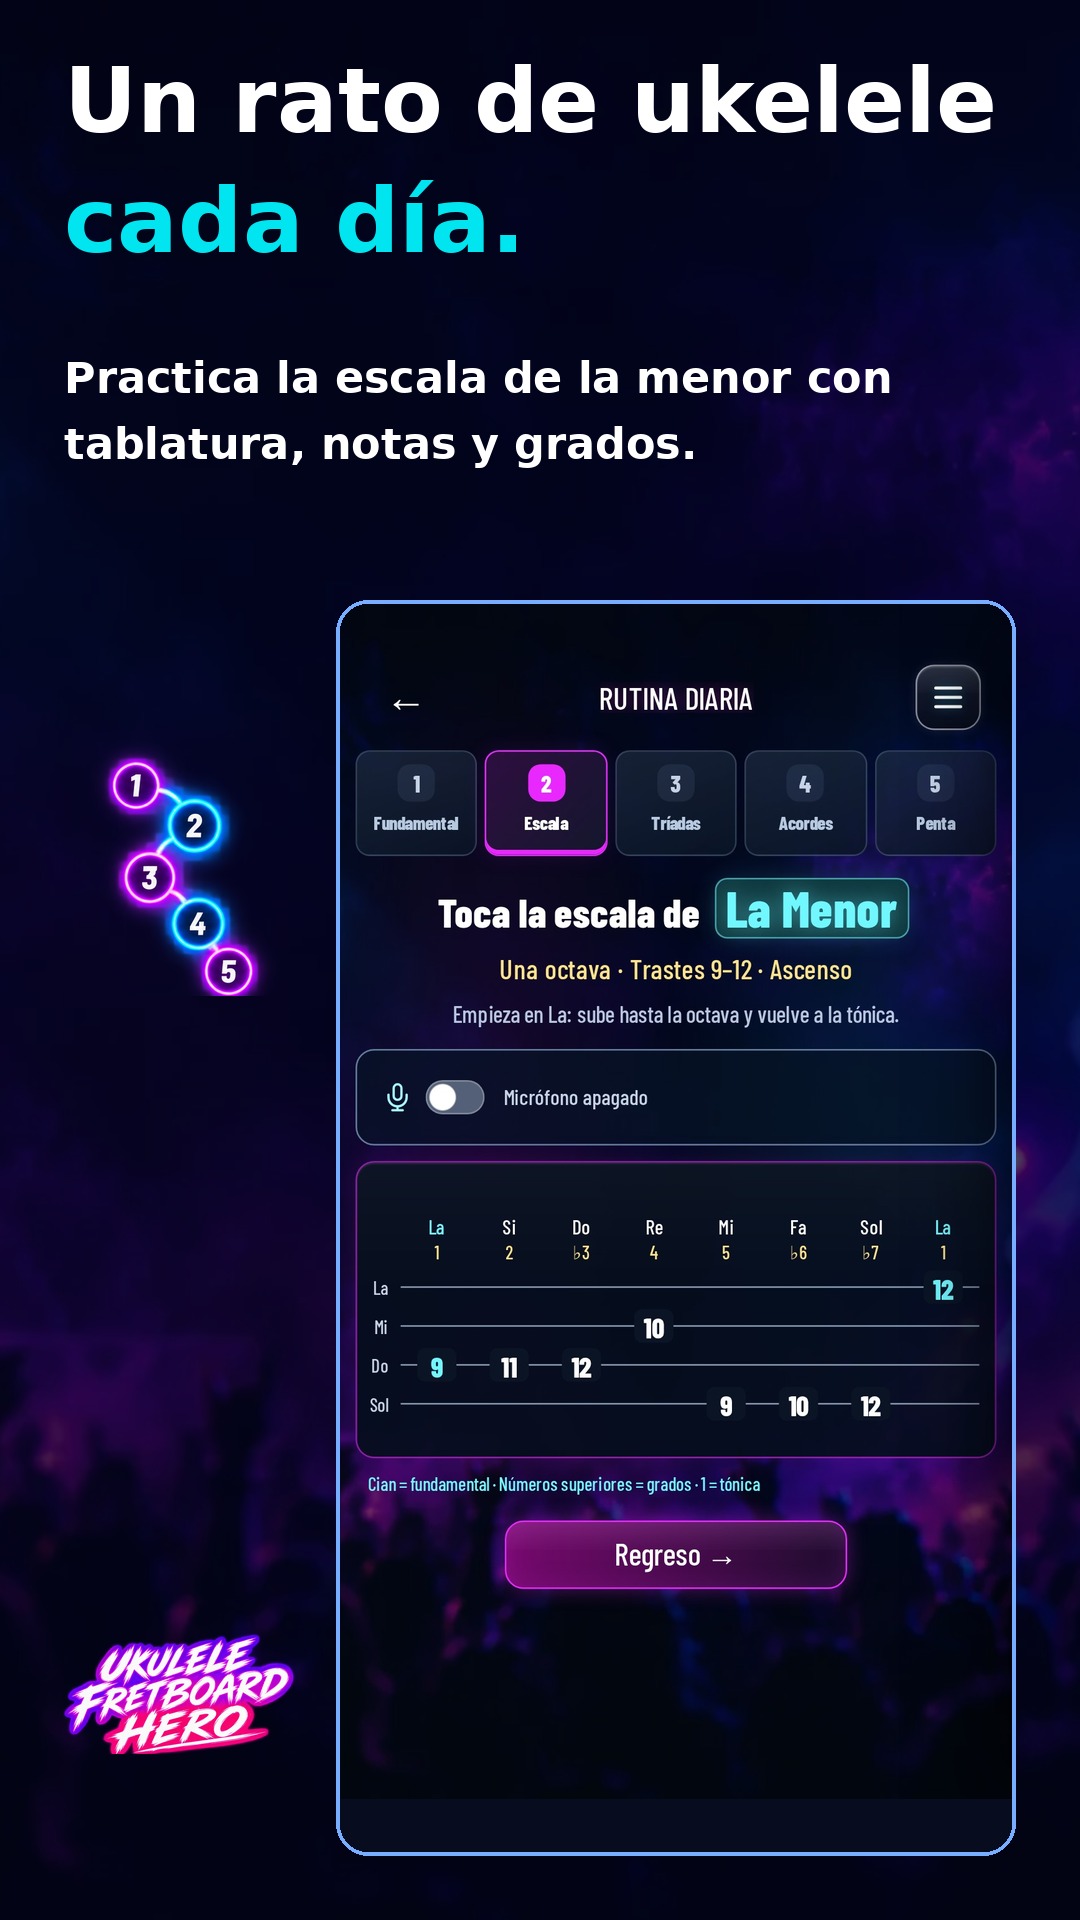 Un rato de ukelele
cada día.
Practica la escala de la menor con
tablatura, notas y grados.
← RUTINA DIARIA
1 2 3 4 5
Fundamental Escala Tríadas Acordes Penta
Toca la escala de La Menor
Una octava · Trastes 9–12 · Ascenso
Empieza en La: sube hasta la octava y vuelve a la tónica.
Micrófono apagado
La Si Do Re Mi Fa Sol La
1 2 ♭3 4 5 ♭6 ♭7 1
La 12
Mi 10
Do 9 11 12
Sol 9 10 12
Cian = fundamental · Números superiores = grados · 1 = tónica
Regreso →
1
2
3
4
5
UKULELE
FRETBOARD
HERO